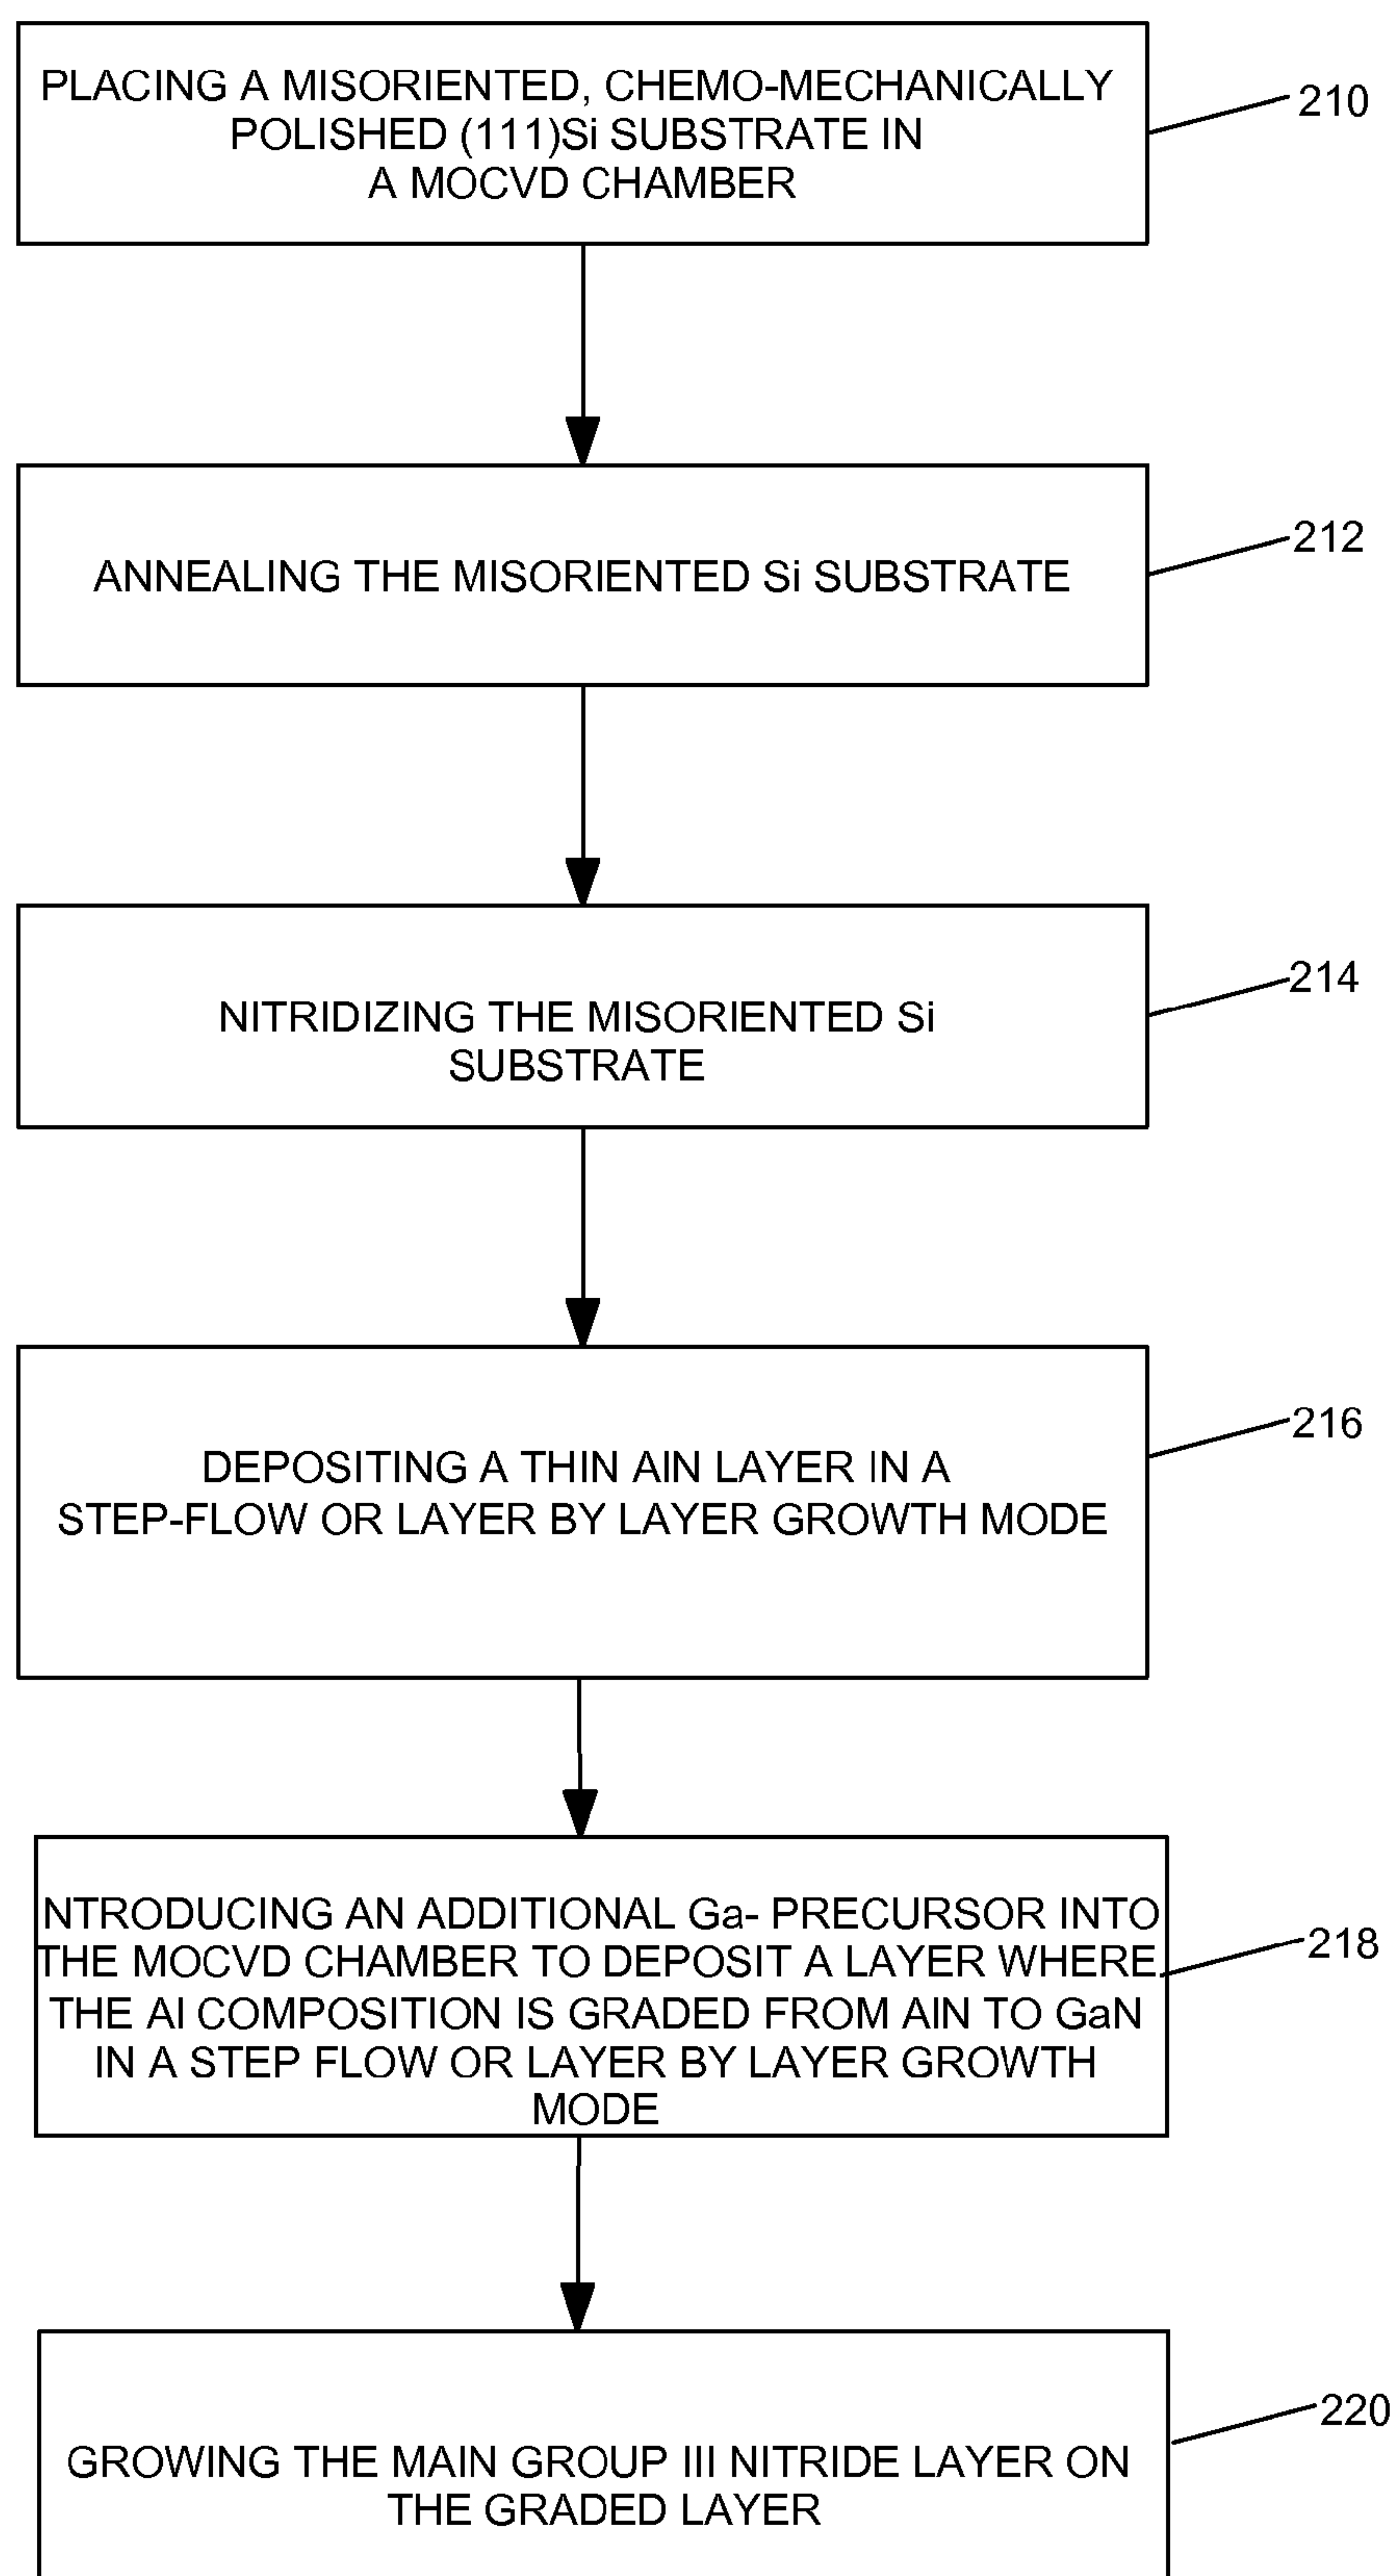 PLACING A MISORIENTED, CHEMO-MECHANICALLY
POLISHED (111)Si SUBSTRATE IN
A MOCVD CHAMBER
210
ANNEALING THE MISORIENTED Si SUBSTRATE
212
NITRIDIZING THE MISORIENTED Si
SUBSTRATE
214
DEPOSITING A THIN AlN LAYER IN A
STEP-FLOW OR LAYER BY LAYER GROWTH MODE
216
NTRODUCING AN ADDITIONAL Ga- PRECURSOR INTO
THE MOCVD CHAMBER TO DEPOSIT A LAYER WHERE
THE Al COMPOSITION IS GRADED FROM AlN TO GaN
IN A STEP FLOW OR LAYER BY LAYER GROWTH
MODE
218
GROWING THE MAIN GROUP III NITRIDE LAYER ON
THE GRADED LAYER
220